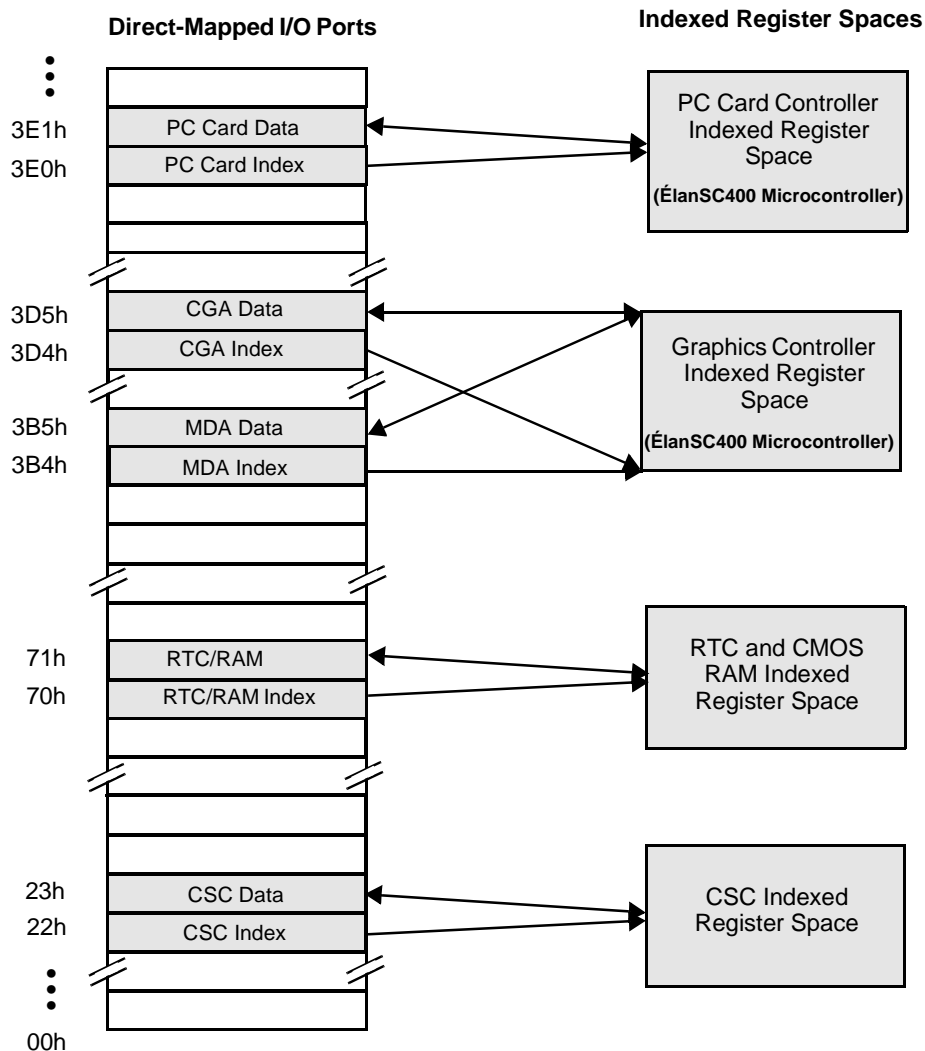 Direct-Mapped I/O Ports
Indexed Register Spaces
3E1h
PC Card Data
3E0h
PC Card Index
PC Card Controller
Indexed Register
Space
(ÉlanSC400 Microcontroller)
3D5h
CGA Data
3D4h
CGA Index
3B5h
MDA Data
3B4h
MDA Index
Graphics Controller
Indexed Register
Space
(ÉlanSC400 Microcontroller)
71h
RTC/RAM
70h
RTC/RAM Index
RTC and CMOS
RAM Indexed
Register Space
23h
CSC Data
22h
CSC Index
CSC Indexed
Register Space
00h